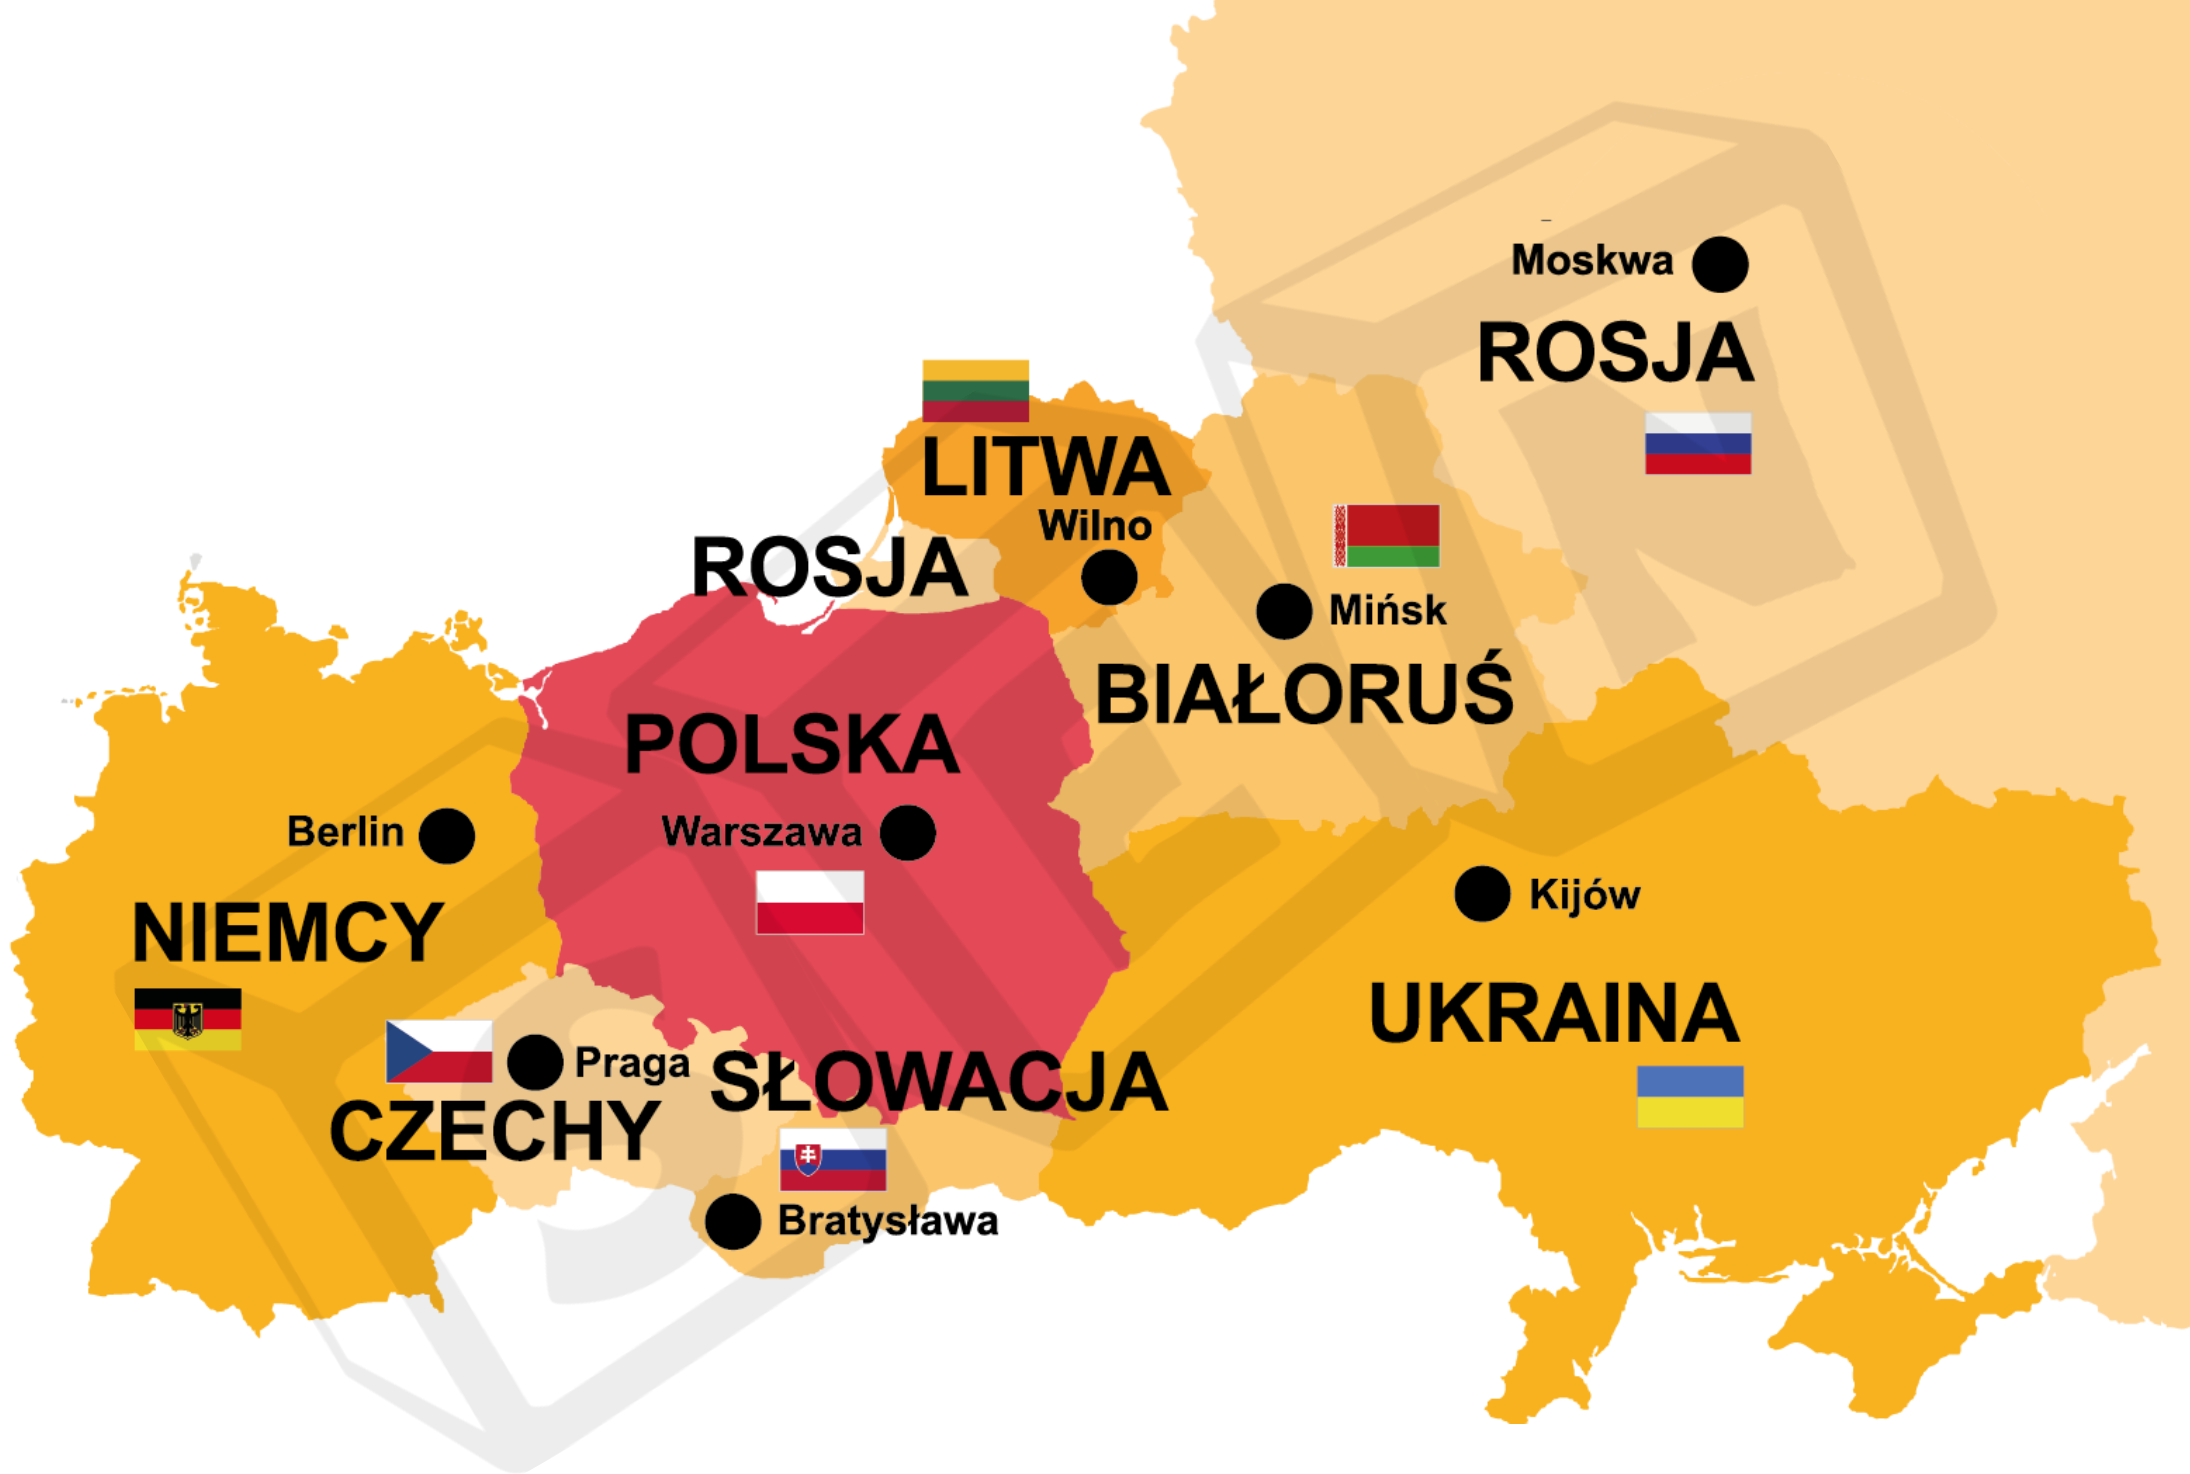 Moskwa
ROSJA
LITWA
Wilno
ROSJA
Mińsk
BIAŁORUŚ
POLSKA
Warszawa
Berlin
NIEMCY
Kijów
UKRAINA
Praga
CZECHY
SŁOWACJA
Bratysława